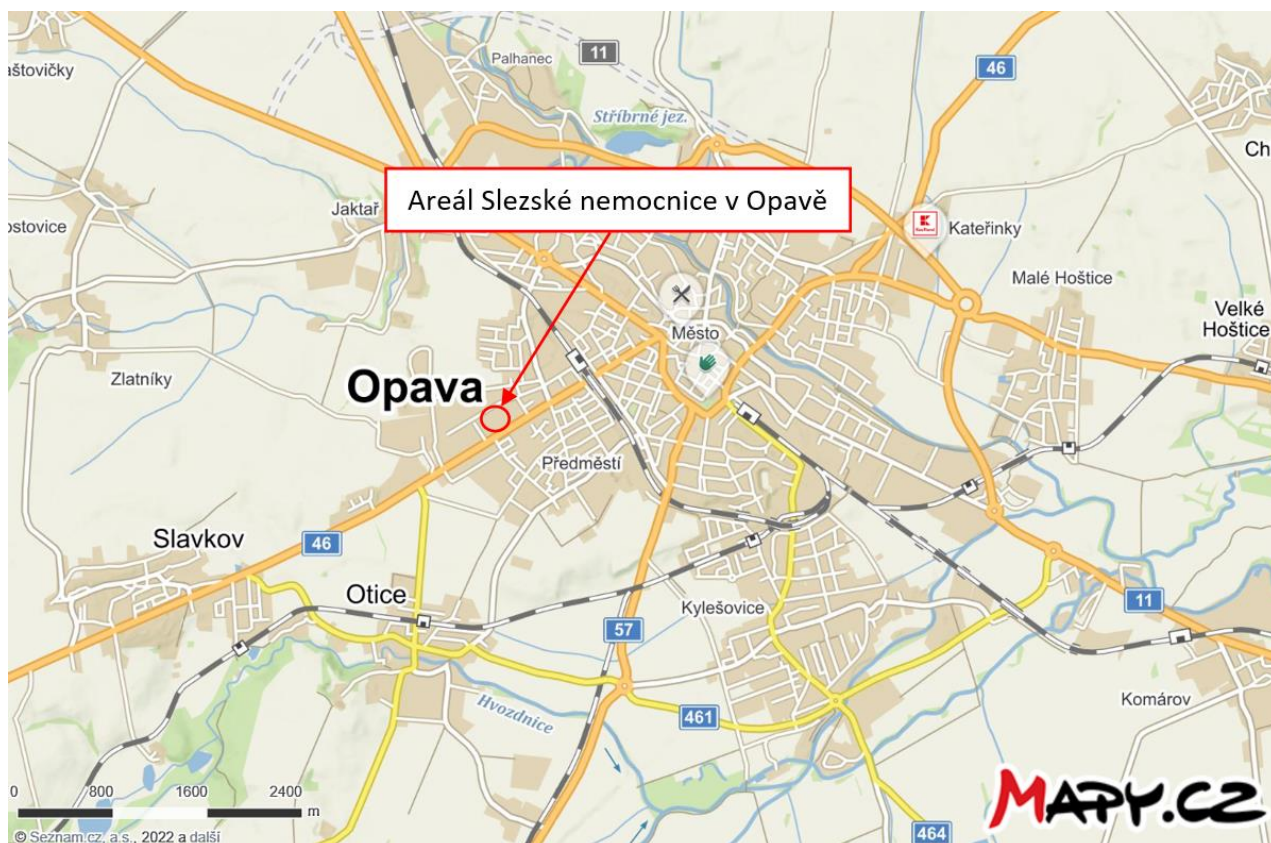 Palhanec
11
46
aštovičky
Stříbrné jez.
Ch
Areál Slezské nemocnice v Opavě
Jaktař
ostovice
Kateřinky
Malé Hoštice
Město
Velké
Hoštice
Zlatníky
Opava
Předměstí
Slavkov
46
Otice
11
Kylešovice
57
Komárov
Hvozdnice
461
0 800 1600 2400
m
MAPY.CZ
464
© Seznam.cz, a.s., 2022 a další